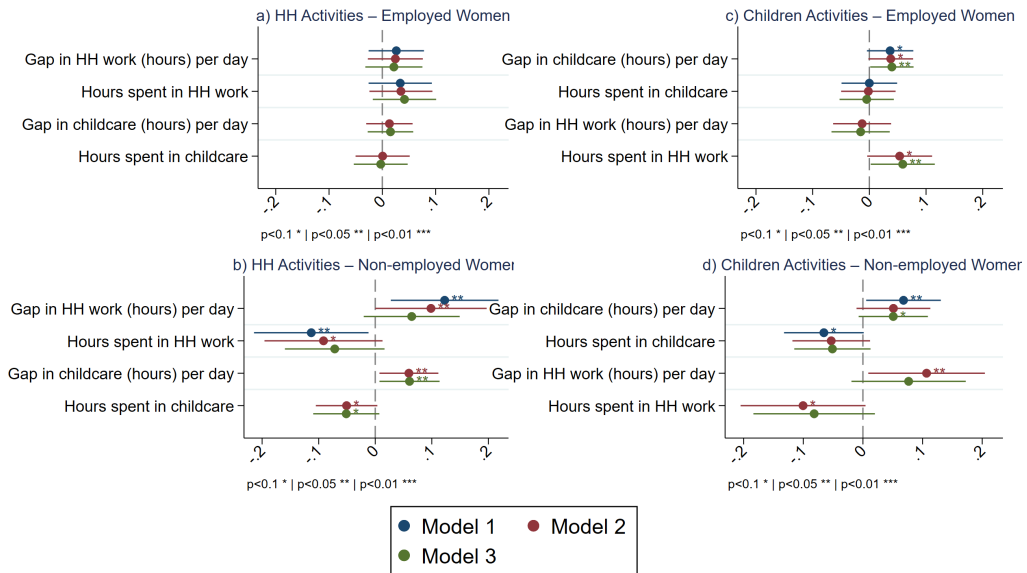 a) HH Activities – Employed Women
Gap in HH work (hours) per day
Hours spent in HH work
Gap in childcare (hours) per day
Hours spent in childcare
-.2 -.1 0 .1 .2
p<0.1 * | p<0.05 ** | p<0.01 ***
c) Children Activities – Employed Women
Gap in childcare (hours) per day
Hours spent in childcare
Gap in HH work (hours) per day
Hours spent in HH work
*
*
**
*
**
-.2 -.1 0 .1 .2
p<0.1 * | p<0.05 ** | p<0.01 ***
b) HH Activities – Non-employed Women
Gap in HH work (hours) per day
Hours spent in HH work
Gap in childcare (hours) per day
Hours spent in childcare
**
**
**
*
**
**
*
*
-.2 -.1 0 .1 .2
p<0.1 * | p<0.05 ** | p<0.01 ***
d) Children Activities – Non-employed Women
Gap in childcare (hours) per day
Hours spent in childcare
Gap in HH work (hours) per day
Hours spent in HH work
**
*
*
**
*
-.2 -.1 0 .1 .2
p<0.1 * | p<0.05 ** | p<0.01 ***
Model 1 Model 2
Model 3